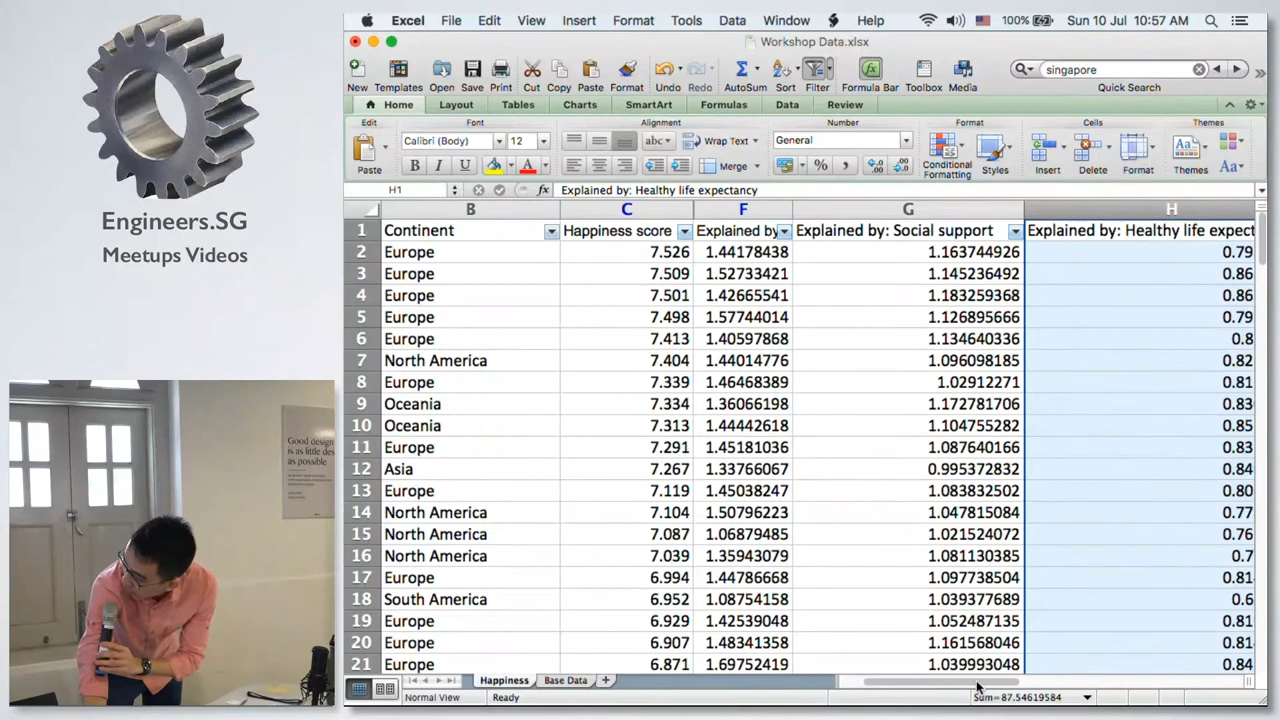 Engineers.SG
Meetups Videos
Good design
is as little des
as possible
Excel File Edit View Insert Format Tools Data Window Help 100% Sun 10 Jul 10:57 AM
Workshop Data.xlsx
New Templates Open Save Print Cut Copy Paste Format Undo Redo AutoSum Sort Filter Formula Bar Toolbox Media Quick Search
singapore
Home Layout Tables Charts SmartArt Formulas Data Review
Edit Font Alignment Number Format Cells Themes
Calibri (Body) 12 abc Wrap Text General
Paste B I U Merge % Conditional Formatting Styles Insert Delete Format Themes Aa
H1 fx Explained by: Healthy life expectancy
B C F G H
1 Continent Happiness score Explained by Explained by: Social support Explained by: Healthy life expect
2 Europe 7.526 1.44178438 1.163744926 0.79
3 Europe 7.509 1.52733421 1.145236492 0.86
4 Europe 7.501 1.42665541 1.183259368 0.86
5 Europe 7.498 1.57744014 1.126895666 0.79
6 Europe 7.413 1.40597868 1.134640336 0.8
7 North America 7.404 1.44014776 1.096098185 0.82
8 Europe 7.339 1.46468389 1.02912271 0.81
9 Oceania 7.334 1.36066198 1.172781706 0.83
10 Oceania 7.313 1.44442618 1.104755282 0.85
11 Europe 7.291 1.45181036 1.087640166 0.83
12 Asia 7.267 1.33766067 0.995372832 0.84
13 Europe 7.119 1.45038247 1.083832502 0.80
14 North America 7.104 1.50796223 1.047815084 0.77
15 North America 7.087 1.06879485 1.021524072 0.76
16 North America 7.039 1.35943079 1.081130385 0.7
17 Europe 6.994 1.44786668 1.097738504 0.81
18 South America 6.952 1.08754158 1.039377689 0.6
19 Europe 6.929 1.42539048 1.052487135 0.81
20 Europe 6.907 1.48341358 1.161568046 0.81
21 Europe 6.871 1.69752419 1.039993048 0.84
Happiness Base Data
Normal View Ready Sum=87.54619584